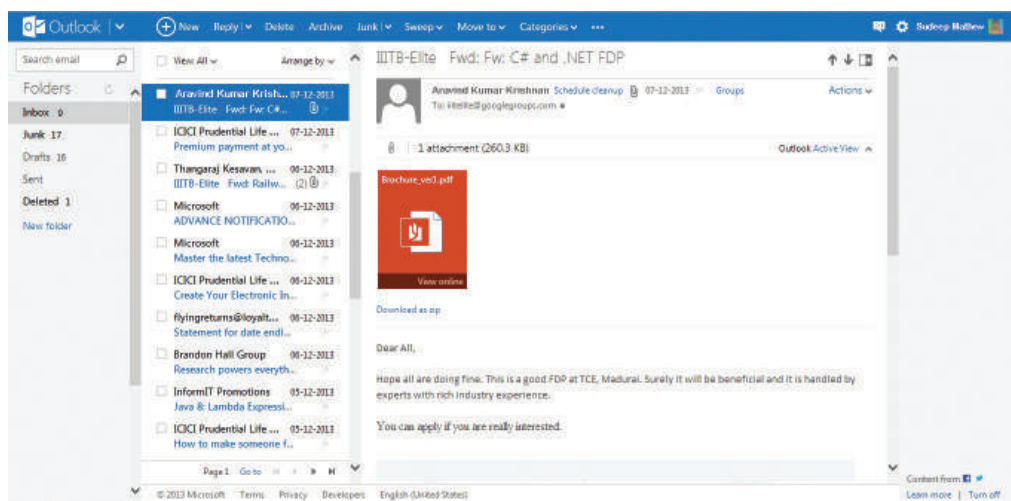 Outlook
New Reply Delete Archive Junk Sweep Move to Categories ...
Sudeep Mathew
Search email
Folders
Inbox 9
Junk 17
Drafts 16
Sent
Deleted 1
New folder
View: All Arrange by
Aravind Kumar Krish... 07-12-2013
IIITB-Elite Fwd: Fw: C#...
ICICI Prudential Life ... 07-12-2013
Premium payment at yo...
Thangaraj Kesavan, ... 06-12-2013
IIITB-Elite Fwd: Railw... (2)
Microsoft 06-12-2013
ADVANCE NOTIFICATIO...
Microsoft 06-12-2013
Master the latest Techno...
ICICI Prudential Life ... 06-12-2013
Create Your Electronic In...
flyingreturns@loyalt... 06-12-2013
Statement for date endi...
Brandon Hall Group 06-12-2013
Research powers everyth...
InformIT Promotions 05-12-2013
Java 8: Lambda Expressi...
ICICI Prudential Life ... 05-12-2013
How to make someone f...
Page 1 Go to
IIITB-Elite Fwd: Fw: C# and .NET FDP
Aravind Kumar Krishnan Schedule cleanup 07-12-2013 Groups
Actions
To: @googlegroups.com
1 attachment (260.3 KB)
Outlook Active View
Brochure_ver3.pdf
View online
Download as zip
Dear All,
Hope all are doing fine. This is a good FDP at TCE, Madurai. Surely it will be beneficial and it is handled by
experts with rich industry experience.
You can apply if you are really interested.
© 2013 Microsoft Terms Privacy Developers English (United States)
Content from
Learn more | Turn off